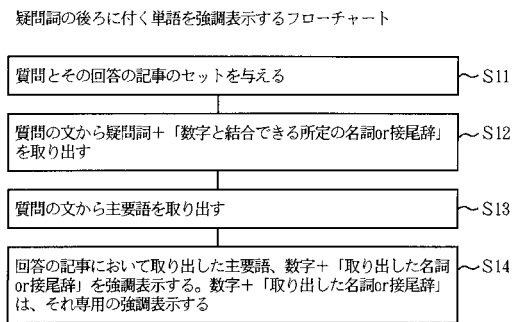 疑問詞の後ろに付く単語を強調表示するフローチャート
質問とその回答の記事のセットを与える
S11
質問の文から疑問詞+「数字と結合できる所定の名詞or接尾辞」
を取り出す
S12
質問の文から主要語を取り出す
S13
回答の記事において取り出した主要語、数字+「取り出した名詞
or接尾辞」を強調表示する。数字+「取り出した名詞or接尾辞」
は、それ専用の強調表示する
S14